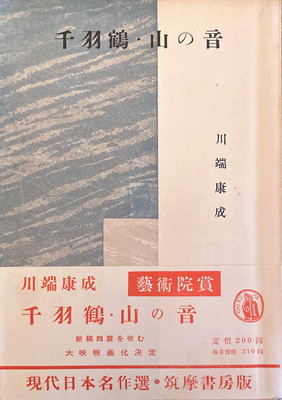 千羽鶴・山の音
川端康成
川端康成
藝術院賞
千羽鶴・山の音
新稿四篇を收む
大映映画化決定
定價200圓
地方賣價 210圓
現代日本名作選・筑摩書房版